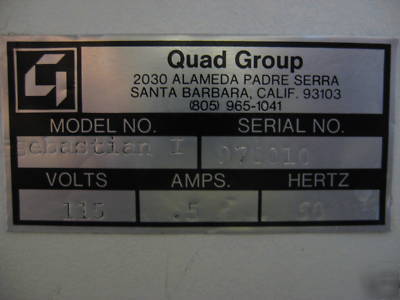 Quad Group
2030 ALAMEDA PADRE SERRA
SANTA BARBARA, CALIF. 93103
(805) 965-1041
MODEL NO. SERIAL NO.
Sebastian I
VOLTS AMPS. HERTZ
115 .5